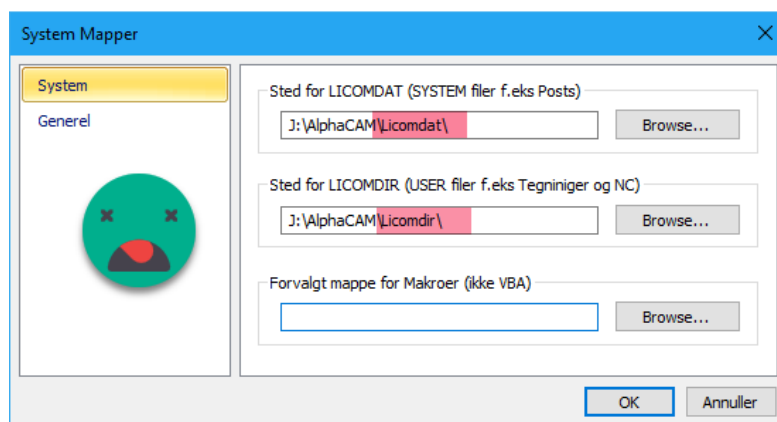 System Mapper
System
Generel
Sted for LICOMDAT (SYSTEM filer f.eks Posts)
J:\AlphaCAM\Licomdat\
Browse...
Sted for LICOMDIR (USER filer f.eks Tegniniger og NC)
J:\AlphaCAM\Licomdir\
Browse...
Forvalgt mappe for Makroer (ikke VBA)
Browse...
OK
Annuller